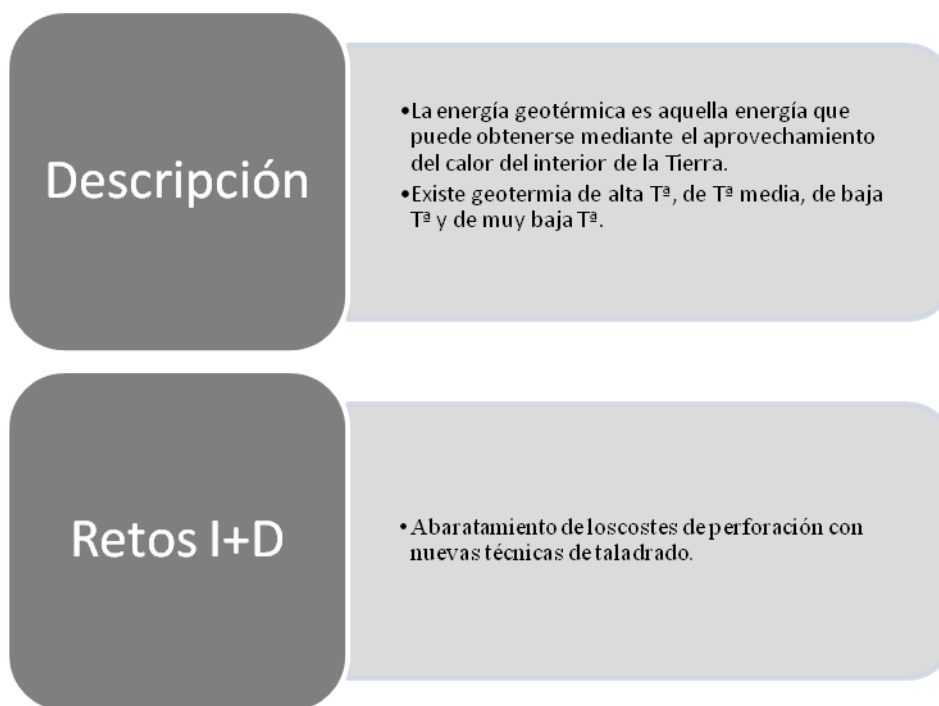 Descripción
•La energía geotérmica es aquella energía que
puede obtenerse mediante el aprovechamiento
del calor del interior de la Tierra.
•Existe geotermia de alta Tª, de Tª media, de baja
Tª y de muy baja Tª.
Retos I+D
• Abaratamiento de loscostes de perforación con
nuevas técnicas de taladrado.